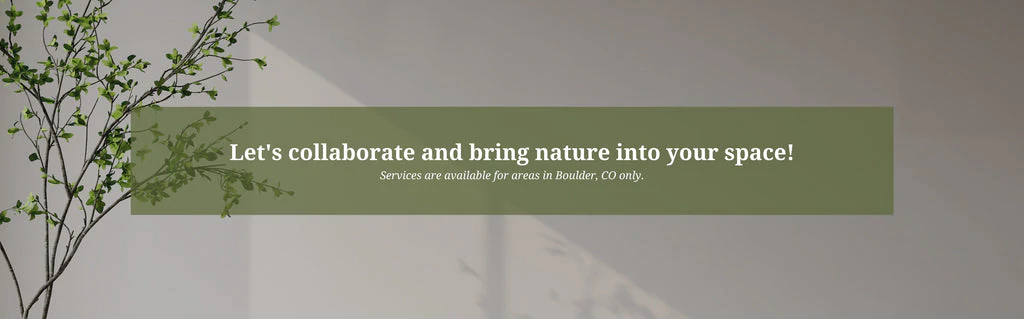 Let's collaborate and bring nature into your space!
Services are available for areas in Boulder, CO only.